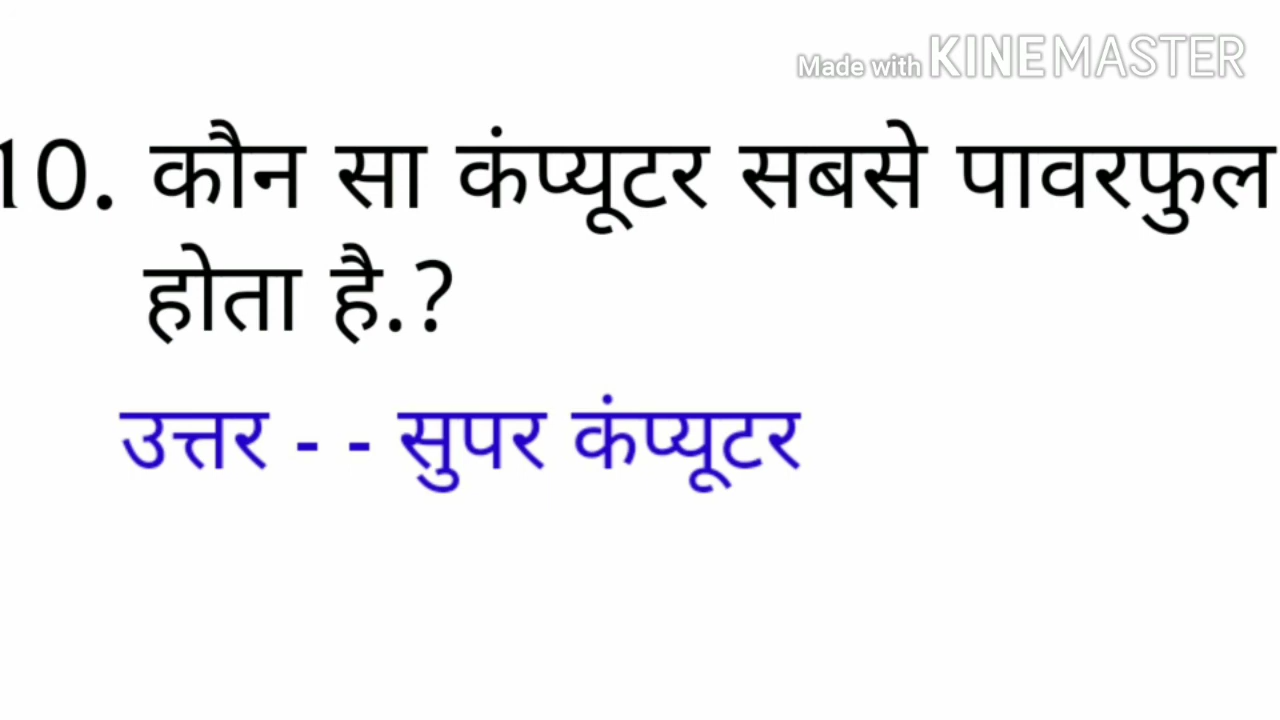 Made with KINEMASTER
10. कौन सा कंप्यूटर सबसे पावरफुल
होता है.?
उत्तर - - सुपर कंप्यूटर